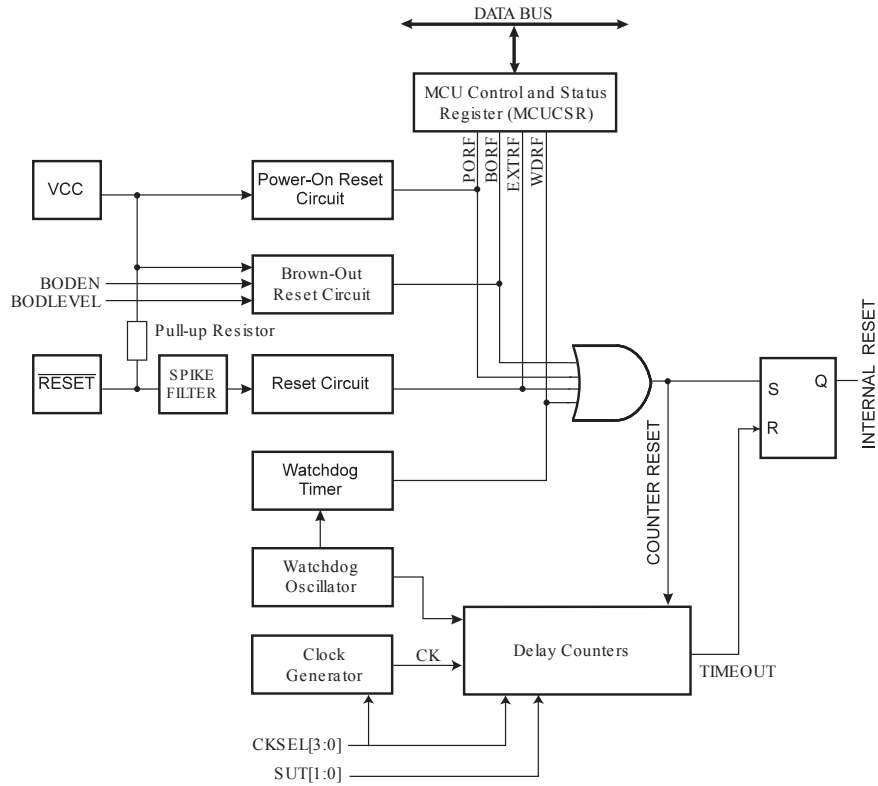 DATA BUS
MCU Control and Status
Register (MCUCSR)
PORF
BORF
EXTRF
WDRF
VCC
Power-On Reset
Circuit
BODEN
BODLEVEL
Brown-Out
Reset Circuit
Pull-up Resistor
RESET
SPIKE
FILTER
Reset Circuit
S
Q
R
INTERNAL RESET
COUNTER RESET
Watchdog
Timer
Watchdog
Oscillator
Clock
Generator
CK
Delay Counters
TIMEOUT
CKSEL[3:0]
SUT[1:0]